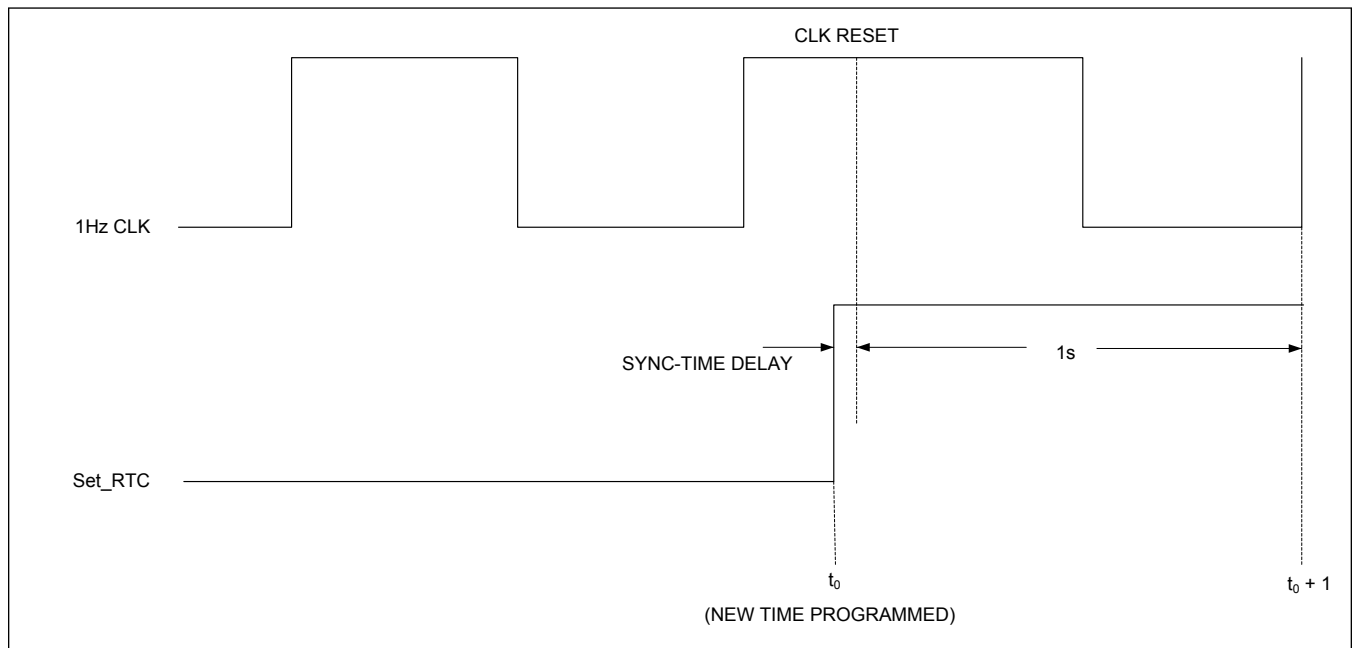 CLK RESET
1Hz CLK
SYNC-TIME DELAY
1s
Set_RTC
t₀
t₀ + 1
(NEW TIME PROGRAMMED)